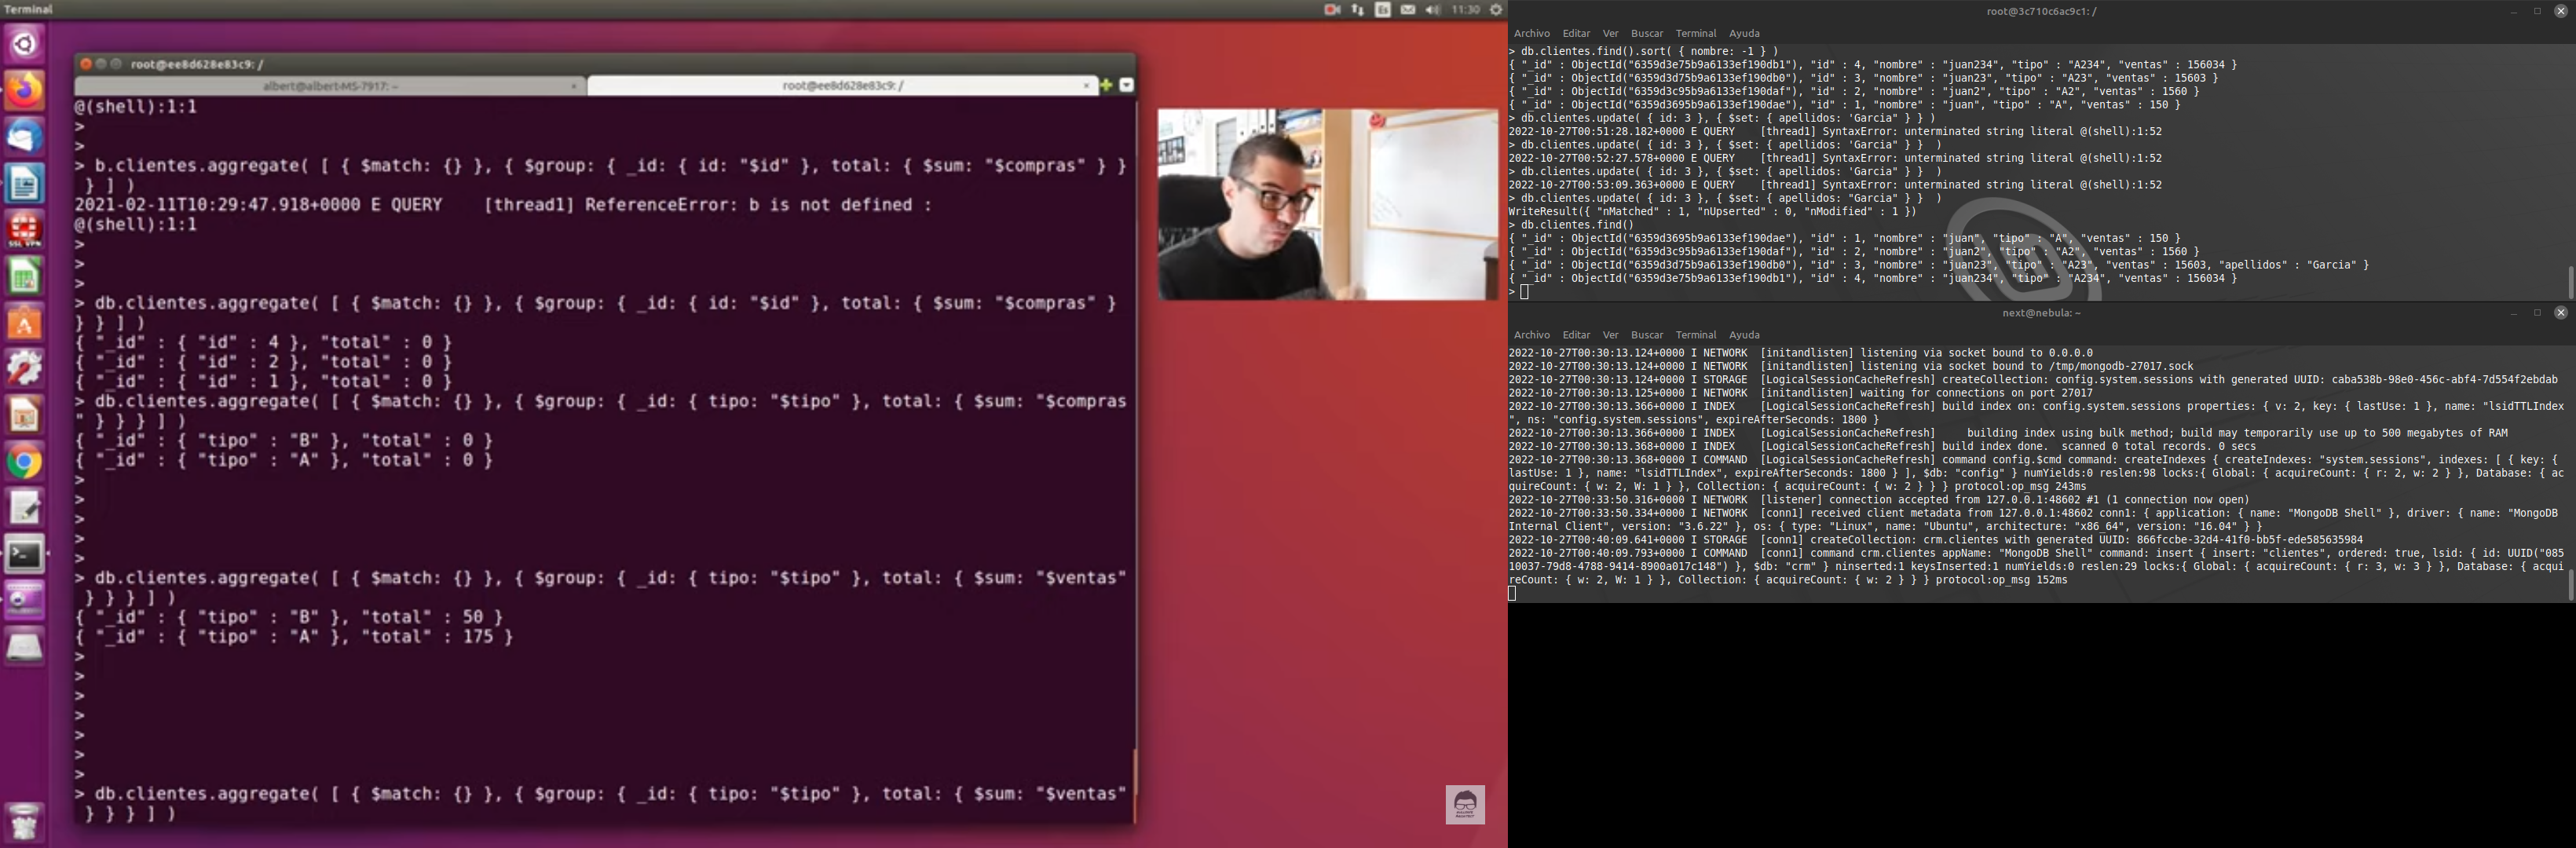 Terminal
Es
11:30
root@ee8d628e83c9: /
albert@albert-MS-7917: ~
root@ee8d628e83c9: /
@(shell):1:1
>
>
> b.clientes.aggregate( [ { $match: {} }, { $group: { _id: { id: "$id" }, total: { $sum: "$compras" } }
 } ] )
2021-02-11T10:29:47.918+0000 E QUERY    [thread1] ReferenceError: b is not defined :
@(shell):1:1
>
>
>
> db.clientes.aggregate( [ { $match: {} }, { $group: { _id: { id: "$id" }, total: { $sum: "$compras" }
} } ] )
{ "_id" : { "id" : 4 }, "total" : 0 }
{ "_id" : { "id" : 2 }, "total" : 0 }
{ "_id" : { "id" : 1 }, "total" : 0 }
> db.clientes.aggregate( [ { $match: {} }, { $group: { _id: { tipo: "$tipo" }, total: { $sum: "$compras
" } } } ] )
{ "_id" : { "tipo" : "B" }, "total" : 0 }
{ "_id" : { "tipo" : "A" }, "total" : 0 }
>
>
>
>
>
> db.clientes.aggregate( [ { $match: {} }, { $group: { _id: { tipo: "$tipo" }, total: { $sum: "$ventas"
 } } } ] )
{ "_id" : { "tipo" : "B" }, "total" : 50 }
{ "_id" : { "tipo" : "A" }, "total" : 175 }
>
>
>
>
>
>
>
> db.clientes.aggregate( [ { $match: {} }, { $group: { _id: { tipo: "$tipo" }, total: { $sum: "$ventas"
 } } } ] )
SSL VPN
root@3c710c6ac9c1: /
Archivo Editar Ver Buscar Terminal Ayuda
> db.clientes.find().sort( { nombre: -1 } )
{ "_id" : ObjectId("6359d3e75b9a6133ef190db1"), "id" : 4, "nombre" : "juan234", "tipo" : "A234", "ventas" : 156034 }
{ "_id" : ObjectId("6359d3d75b9a6133ef190db0"), "id" : 3, "nombre" : "juan23", "tipo" : "A23", "ventas" : 15603 }
{ "_id" : ObjectId("6359d3c95b9a6133ef190daf"), "id" : 2, "nombre" : "juan2", "tipo" : "A2", "ventas" : 1560 }
{ "_id" : ObjectId("6359d3695b9a6133ef190dae"), "id" : 1, "nombre" : "juan", "tipo" : "A", "ventas" : 150 }
> db.clientes.update( { id: 3 }, { $set: { apellidos: 'Garcia" } } )
2022-10-27T00:51:28.182+0000 E QUERY    [thread1] SyntaxError: unterminated string literal @(shell):1:52
> db.clientes.update( { id: 3 }, { $set: { apellidos: 'Garcia" } }  )
2022-10-27T00:52:27.578+0000 E QUERY    [thread1] SyntaxError: unterminated string literal @(shell):1:52
> db.clientes.update( { id: 3 }, { $set: { apellidos: 'Garcia" } }  )
2022-10-27T00:53:09.363+0000 E QUERY    [thread1] SyntaxError: unterminated string literal @(shell):1:52
> db.clientes.update( { id: 3 }, { $set: { apellidos: "Garcia" } }  )
WriteResult({ "nMatched" : 1, "nUpserted" : 0, "nModified" : 1 })
> db.clientes.find()
{ "_id" : ObjectId("6359d3695b9a6133ef190dae"), "id" : 1, "nombre" : "juan", "tipo" : "A", "ventas" : 150 }
{ "_id" : ObjectId("6359d3c95b9a6133ef190daf"), "id" : 2, "nombre" : "juan2", "tipo" : "A2", "ventas" : 1560 }
{ "_id" : ObjectId("6359d3d75b9a6133ef190db0"), "id" : 3, "nombre" : "juan23", "tipo" : "A23", "ventas" : 15603, "apellidos" : "Garcia" }
{ "_id" : ObjectId("6359d3e75b9a6133ef190db1"), "id" : 4, "nombre" : "juan234", "tipo" : "A234", "ventas" : 156034 }
>
next@nebula: ~
Archivo Editar Ver Buscar Terminal Ayuda
2022-10-27T00:30:13.124+0000 I NETWORK  [initandlisten] listening via socket bound to 0.0.0.0
2022-10-27T00:30:13.124+0000 I NETWORK  [initandlisten] listening via socket bound to /tmp/mongodb-27017.sock
2022-10-27T00:30:13.124+0000 I STORAGE  [LogicalSessionCacheRefresh] createCollection: config.system.sessions with generated UUID: caba538b-98e0-456c-abf4-7d554f2ebdab
2022-10-27T00:30:13.125+0000 I NETWORK  [initandlisten] waiting for connections on port 27017
2022-10-27T00:30:13.366+0000 I INDEX    [LogicalSessionCacheRefresh] build index on: config.system.sessions properties: { v: 2, key: { lastUse: 1 }, name: "lsidTTLIndex
", ns: "config.system.sessions", expireAfterSeconds: 1800 }
2022-10-27T00:30:13.366+0000 I INDEX    [LogicalSessionCacheRefresh]     building index using bulk method; build may temporarily use up to 500 megabytes of RAM
2022-10-27T00:30:13.368+0000 I INDEX    [LogicalSessionCacheRefresh] build index done.  scanned 0 total records. 0 secs
2022-10-27T00:30:13.368+0000 I COMMAND  [LogicalSessionCacheRefresh] command config.$cmd command: createIndexes { createIndexes: "system.sessions", indexes: [ { key: {
lastUse: 1 }, name: "lsidTTLIndex", expireAfterSeconds: 1800 } ], $db: "config" } numYields:0 reslen:98 locks:{ Global: { acquireCount: { r: 2, w: 2 } }, Database: { ac
quireCount: { w: 2, W: 1 } }, Collection: { acquireCount: { w: 2 } } } protocol:op_msg 243ms
2022-10-27T00:33:50.316+0000 I NETWORK  [listener] connection accepted from 127.0.0.1:48602 #1 (1 connection now open)
2022-10-27T00:33:50.334+0000 I NETWORK  [conn1] received client metadata from 127.0.0.1:48602 conn1: { application: { name: "MongoDB Shell" }, driver: { name: "MongoDB
Internal Client", version: "3.6.22" }, os: { type: "Linux", name: "Ubuntu", architecture: "x86_64", version: "16.04" } }
2022-10-27T00:40:09.641+0000 I STORAGE  [conn1] createCollection: crm.clientes with generated UUID: 866fccbe-32d4-41f0-bb5f-ede585635984
2022-10-27T00:40:09.793+0000 I COMMAND  [conn1] command crm.clientes appName: "MongoDB Shell" command: insert { insert: "clientes", ordered: true, lsid: { id: UUID("085
10037-79d8-4788-9414-8900a017c148") }, $db: "crm" } ninserted:1 keysInserted:1 numYields:0 reslen:29 locks:{ Global: { acquireCount: { r: 3, w: 3 } }, Database: { acqui
reCount: { w: 2, W: 1 } }, Collection: { acquireCount: { w: 2 } } } protocol:op_msg 152ms